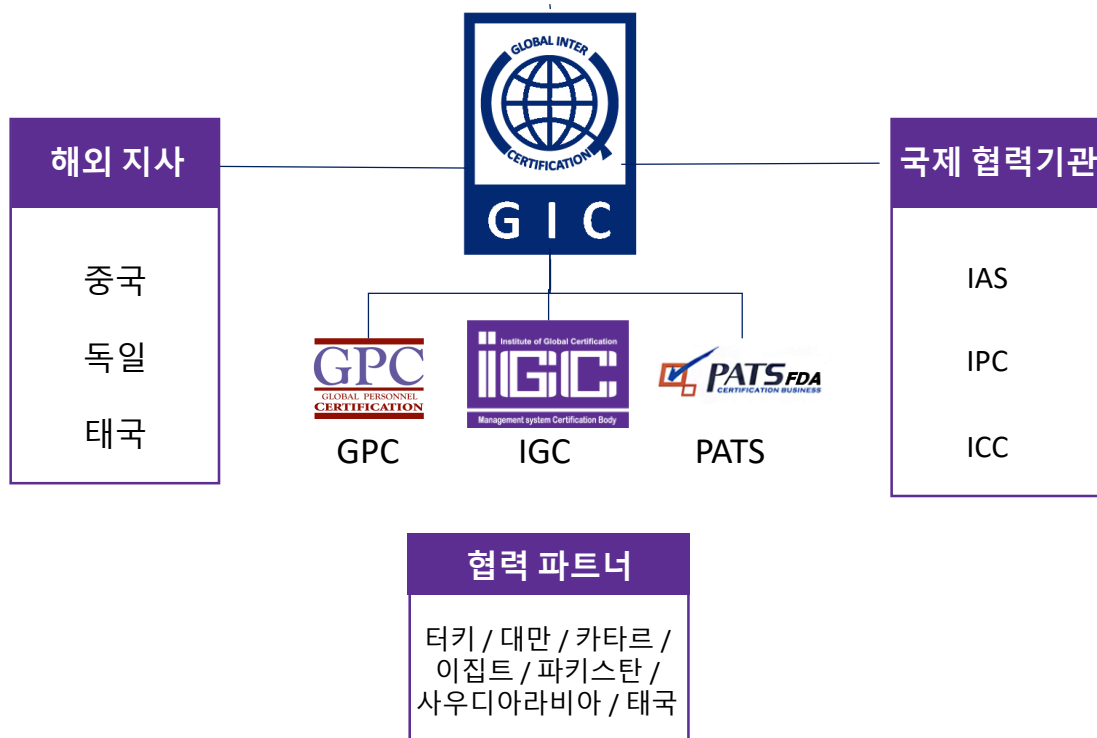 GLOBAL INTER
CERTIFICATION
G I C
해외 지사
중국
독일
태국
국제 협력기관
IAS
IPC
ICC
GPC
GLOBAL PERSONNEL
CERTIFICATION
GPC
Institute of Global Certification
iGC
Management system Certification Body
IGC
PATS FDA
CERTIFICATION BUSINESS
PATS
협력 파트너
터키 / 대만 / 카타르 /
이집트 / 파키스탄 /
사우디아라비아 / 태국